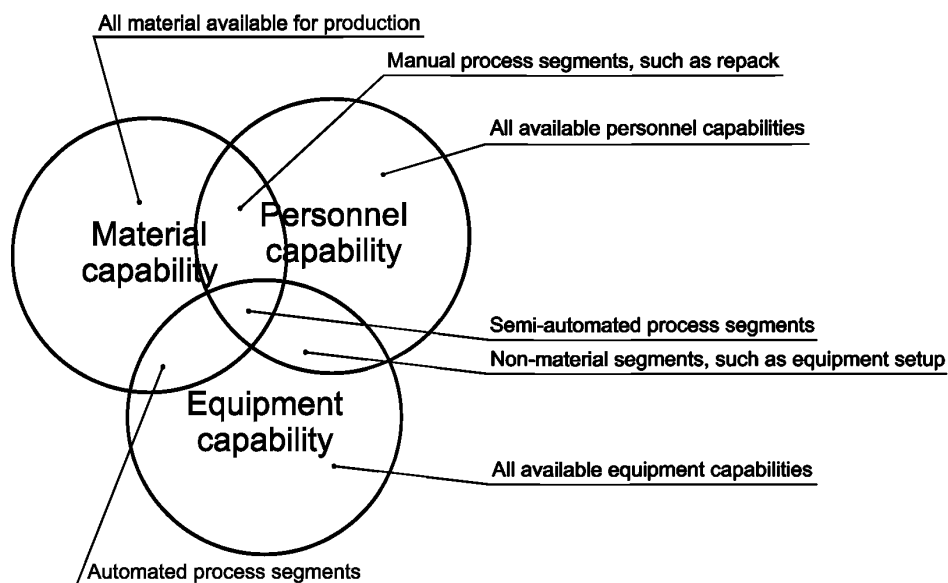 All material available for production
Manual process segments, such as repack
All available personnel capabilities
Material
capability
Personnel
capability
Semi-automated process segments
Non-material segments, such as equipment setup
Equipment
capability
All available equipment capabilities
Automated process segments